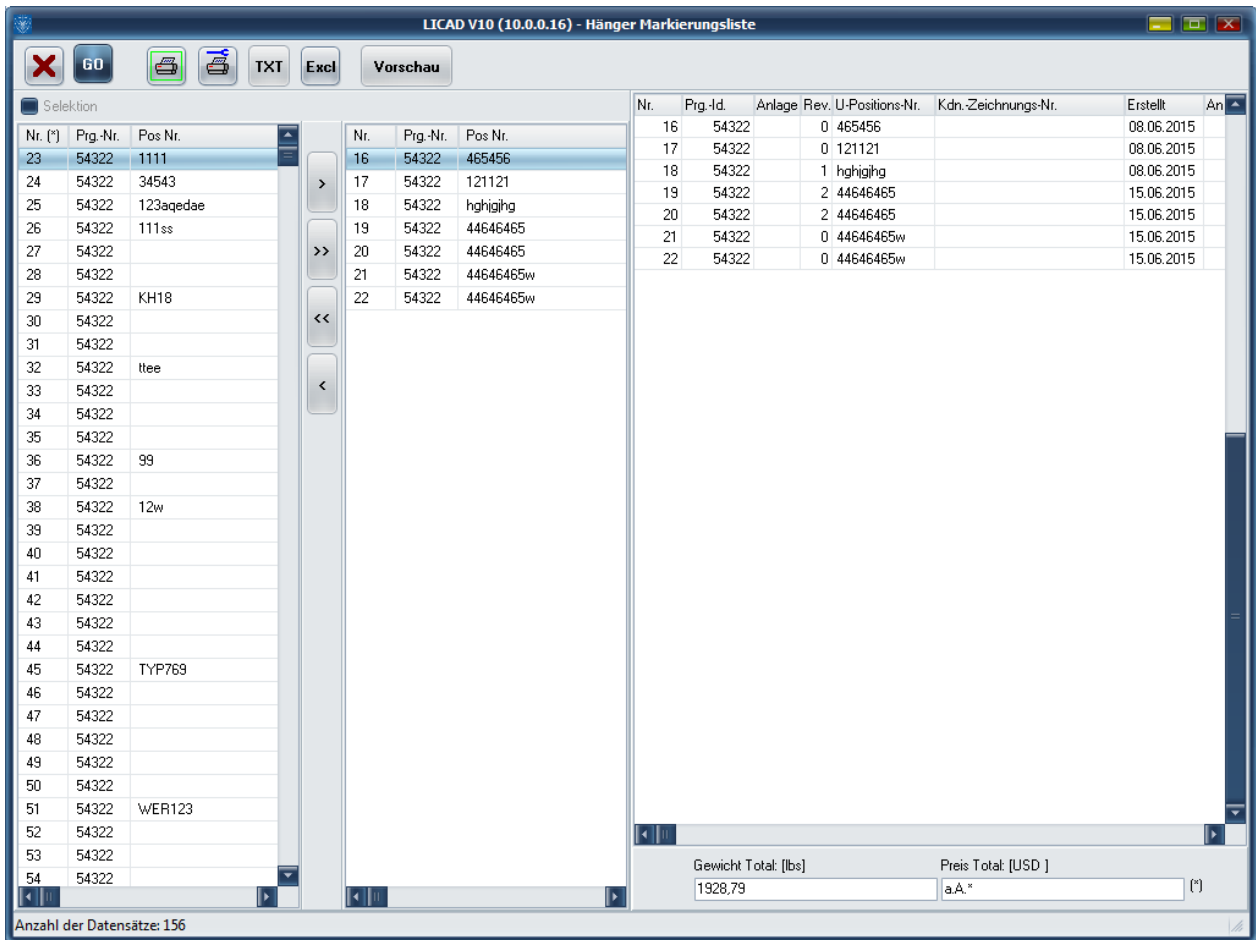 LICAD V10 (10.0.0.16) - Hänger Markierungsliste
GO TXT Excl Vorschau
Selektion
Nr. (*) Prg.-Nr. Pos Nr.
23 54322 1111
24 54322 34543
25 54322 123aqedae
26 54322 111ss
27 54322
28 54322
29 54322 KH18
30 54322
31 54322
32 54322 ttee
33 54322
34 54322
35 54322
36 54322 99
37 54322
38 54322 12w
39 54322
40 54322
41 54322
42 54322
43 54322
44 54322
45 54322 TYP769
46 54322
47 54322
48 54322
49 54322
50 54322
51 54322 WER123
52 54322
53 54322
54 54322
>
>>
<<
<
Nr. Prg.-Nr. Pos Nr.
16 54322 465456
17 54322 121121
18 54322 hghjgjhg
19 54322 44646465
20 54322 44646465
21 54322 44646465w
22 54322 44646465w
Nr. Prg.-Id. Anlage Rev. U-Positions-Nr. Kdn.-Zeichnungs-Nr. Erstellt An
16 54322 0 465456 08.06.2015
17 54322 0 121121 08.06.2015
18 54322 1 hghjgjhg 08.06.2015
19 54322 2 44646465 15.06.2015
20 54322 2 44646465 15.06.2015
21 54322 0 44646465w 15.06.2015
22 54322 0 44646465w 15.06.2015
Gewicht Total: [lbs] Preis Total: [USD ]
1928,79 a.A.* (*)
Anzahl der Datensätze: 156